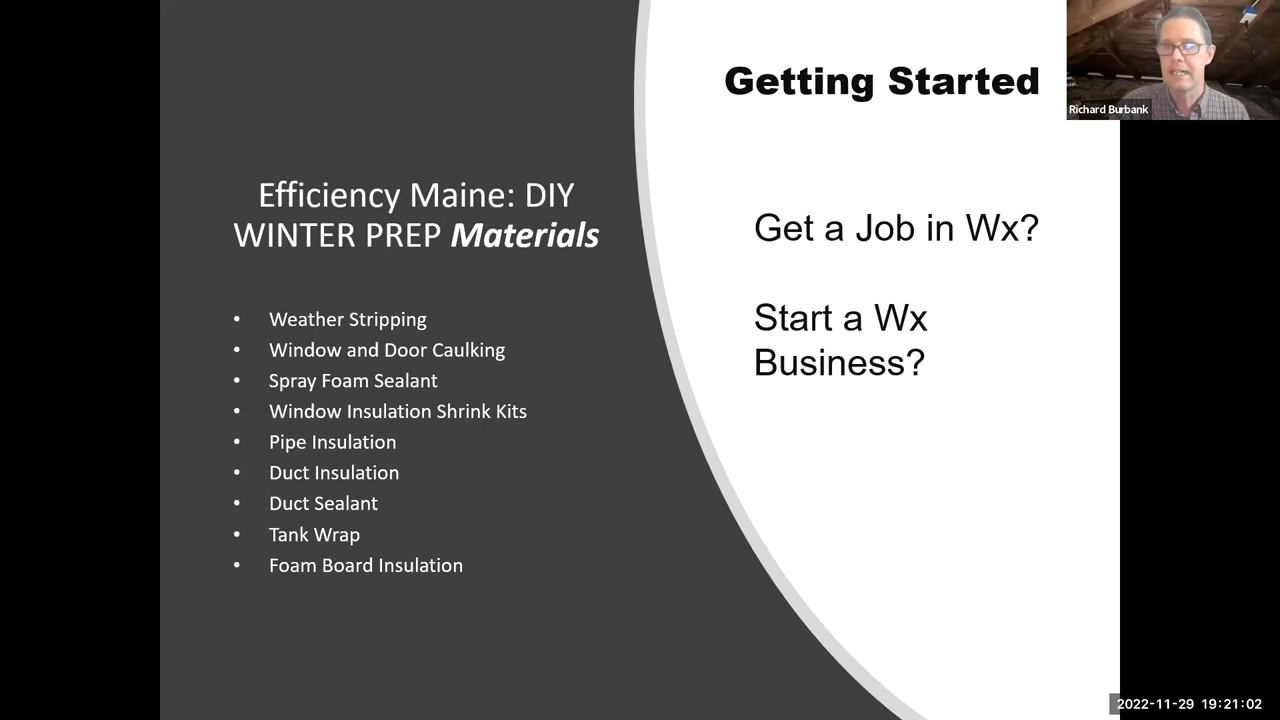 Getting Started
Richard Burbank
Efficiency Maine: DIY
WINTER PREP Materials
• Weather Stripping
• Window and Door Caulking
• Spray Foam Sealant
• Window Insulation Shrink Kits
• Pipe Insulation
• Duct Insulation
• Duct Sealant
• Tank Wrap
• Foam Board Insulation
Get a Job in Wx?
Start a Wx
Business?
2022-11-29 19:21:02